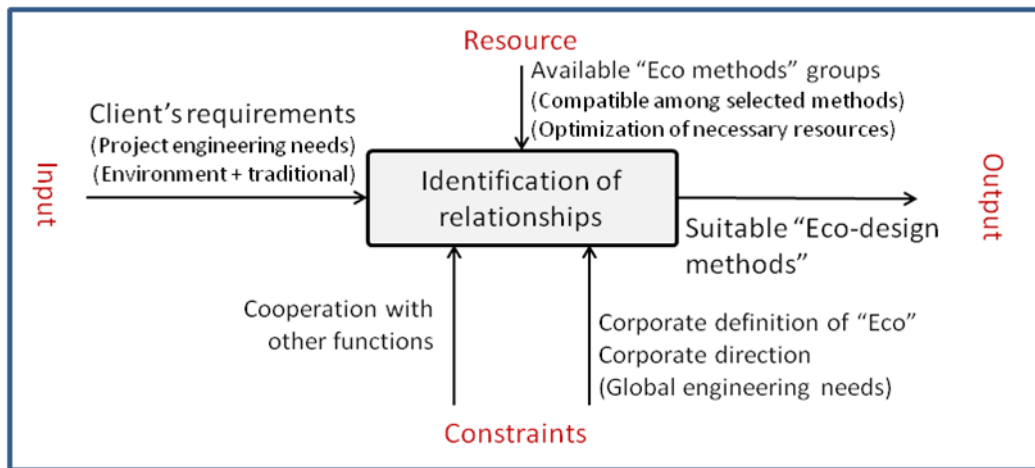 Resource
Available “Eco methods” groups
(Compatible among selected methods)
(Optimization of necessary resources)
Input
Client’s requirements
(Project engineering needs)
(Environment + traditional)
Identification of
relationships
Output
Suitable “Eco-design
methods”
Cooperation with
other functions
Corporate definition of “Eco”
Corporate direction
(Global engineering needs)
Constraints